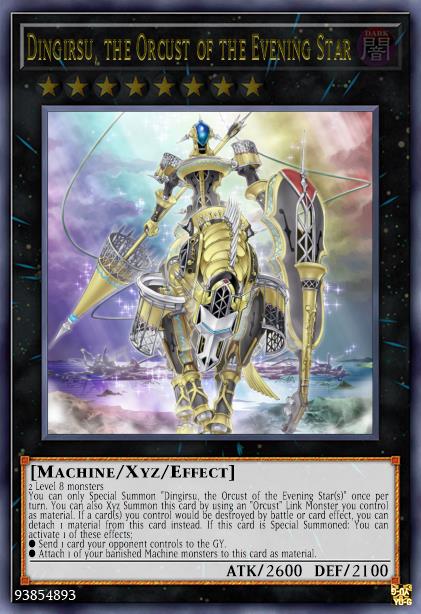 Dingirsu, the Orcust of the Evening Star
DARK
闇
[Machine/Xyz/Effect]
2 Level 8 monsters
You can only Special Summon "Dingirsu, the Orcust of the Evening Star(s)" once per
turn. You can also Xyz Summon this card by using an "Orcust" Link Monster you control
as material. If a card(s) you control would be destroyed by battle or card effect, you can
detach 1 material from this card instead. If this card is Special Summoned: You can
activate 1 of these effects;
● Send 1 card your opponent controls to the GY.
● Attach 1 of your banished Machine monsters to this card as material.
ATK/2600 DEF/2100
93854893